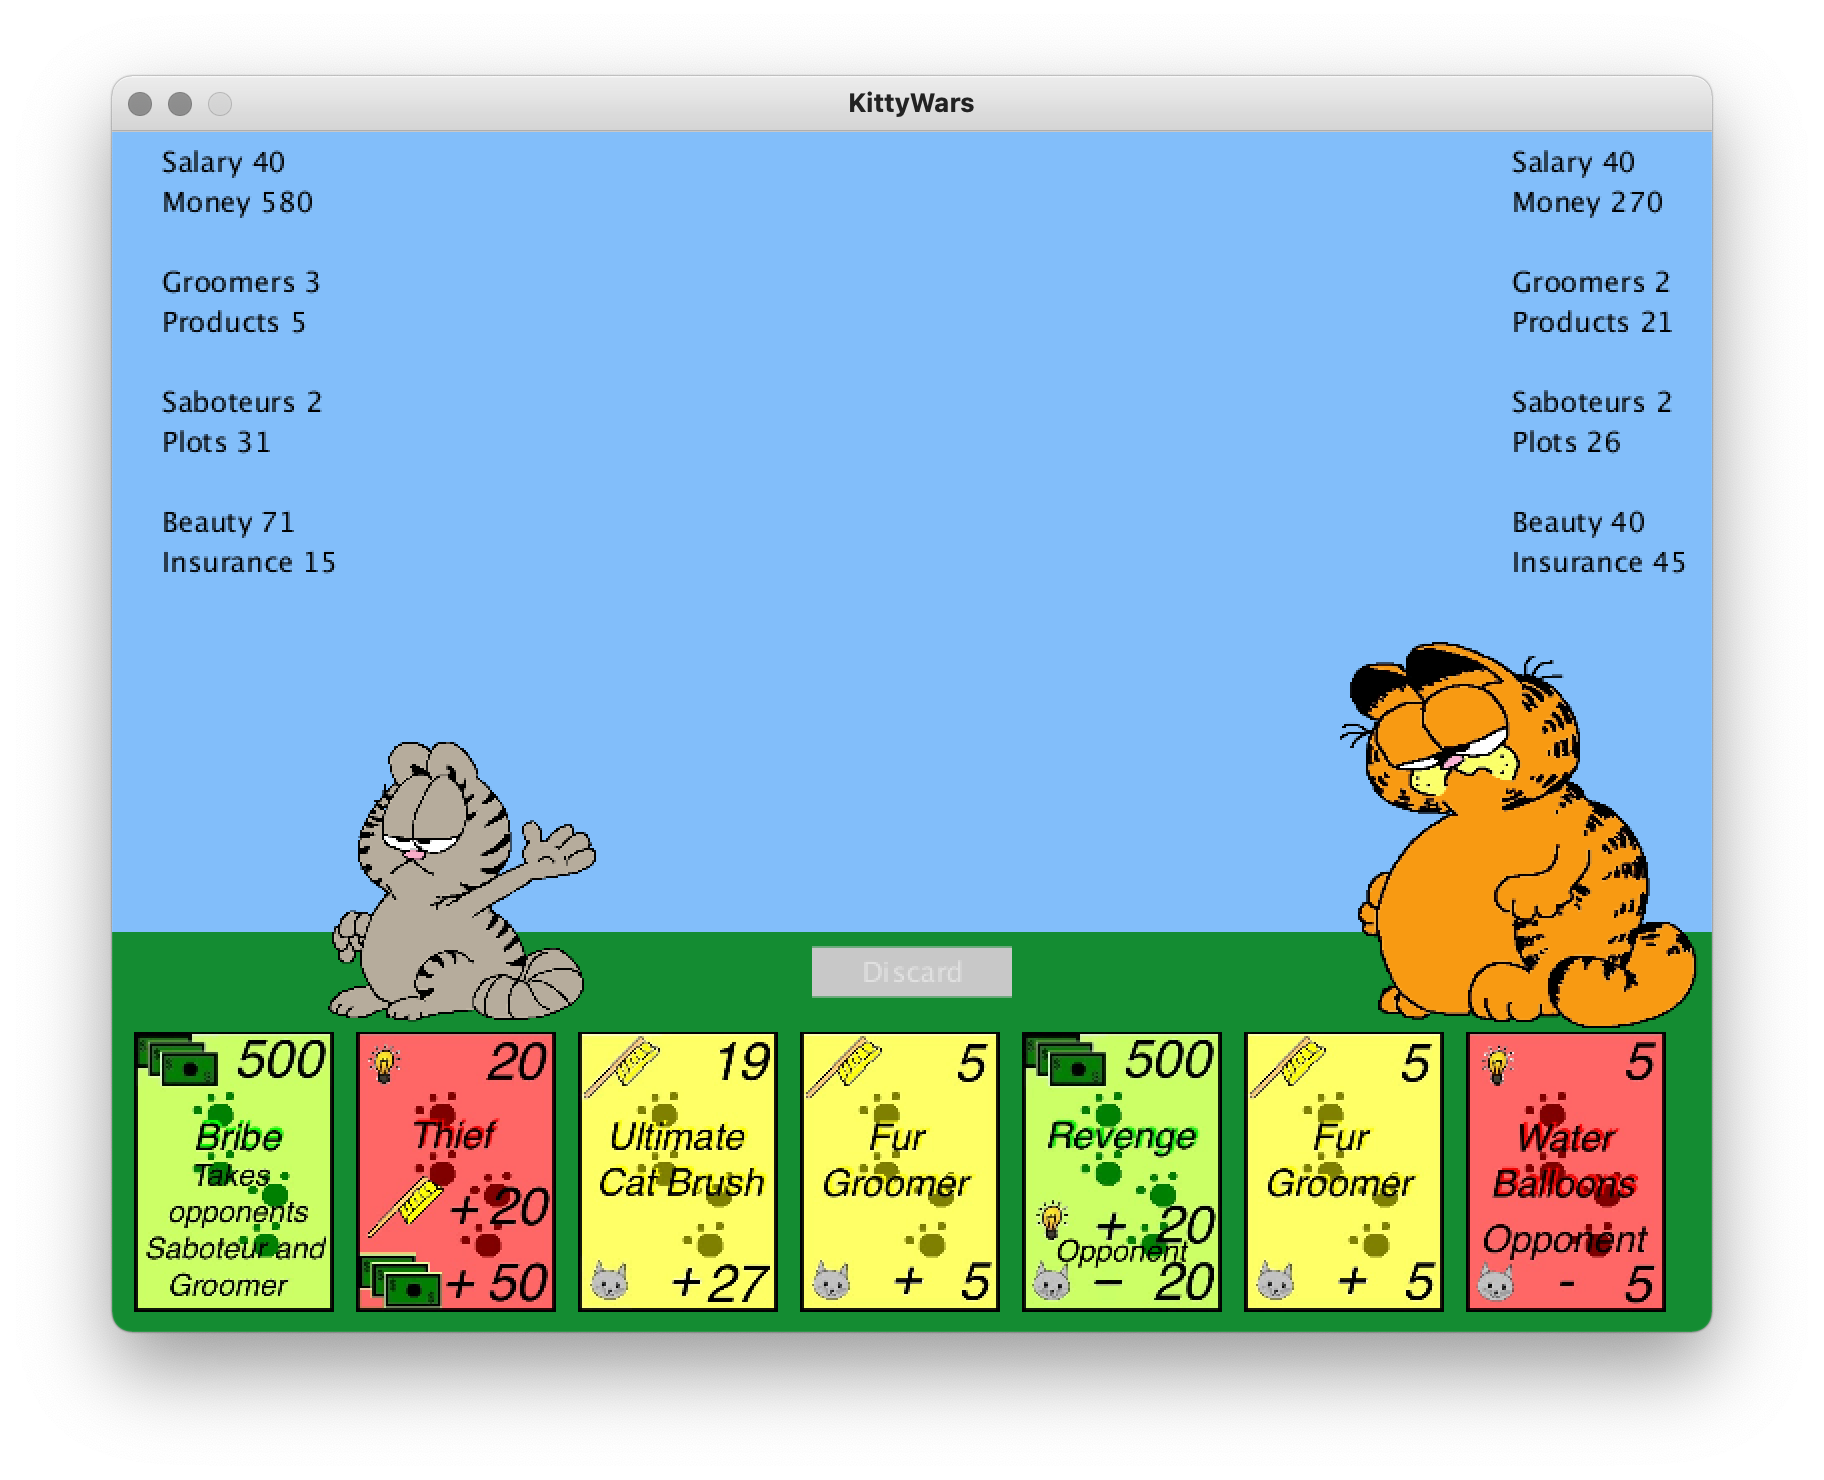 KittyWars
Salary 40
Money 580
Groomers 3
Products 5
Saboteurs 2
Plots 31
Beauty 71
Insurance 15
Salary 40
Money 270
Groomers 2
Products 21
Saboteurs 2
Plots 26
Beauty 40
Insurance 45
Discard
500
Bribe
Takes
opponents
Saboteur and
Groomer
20
Thief
+ 20
+ 50
19
Ultimate
Cat Brush
+ 27
5
Fur
Groomer
+ 5
500
Revenge
+ 20
Opponent
- 20
5
Fur
Groomer
+ 5
5
Water
Balloons
Opponent
- 5